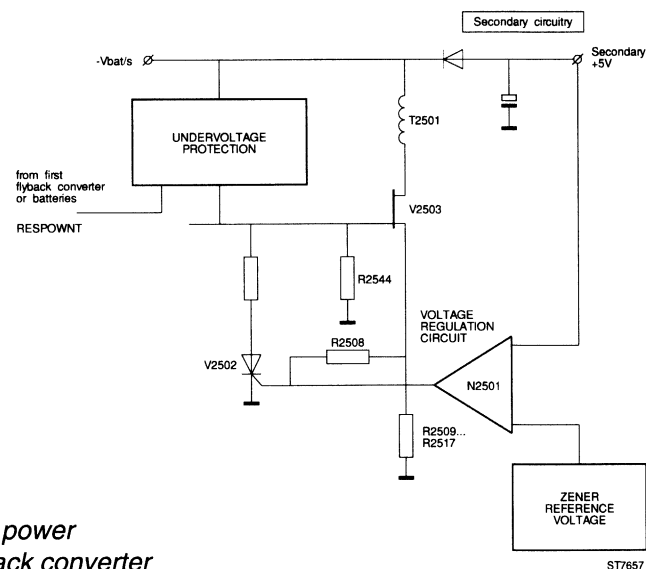 Secondary circuitry
-Vbat/s
Secondary
+5V
T2501
UNDERVOLTAGE
PROTECTION
from first
flyback converter
or batteries
RESPOWNT
V2503
R2544
VOLTAGE
REGULATION
CIRCUIT
R2508
V2502
N2501
R2509...
R2517
ZENER
REFERENCE
VOLTAGE
power
ack converter
ST7657